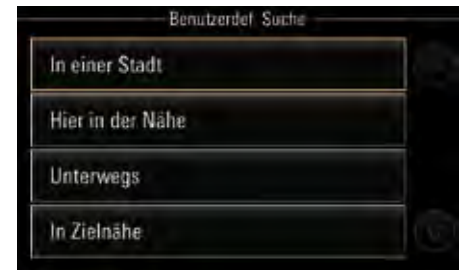 Benutzerdef. Suche
In einer Stadt
Hier in der Nähe
Unterwegs
In Zielnähe